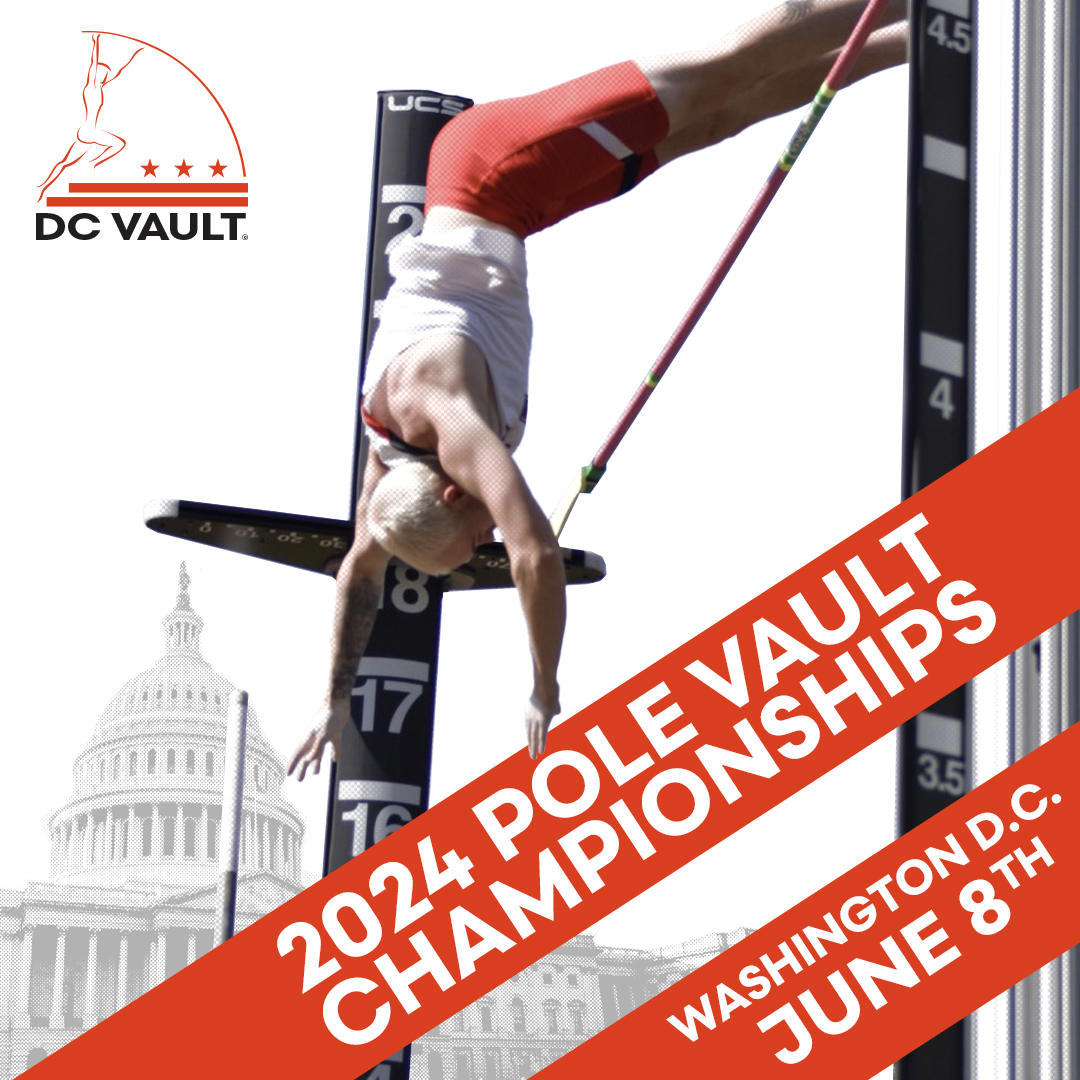 DC VAULT
UCS
2
4.5
4
18
17
16
3.5
2024 POLE VAULT
CHAMPIONSHIPS
WASHINGTON D.C.
JUNE 8TH